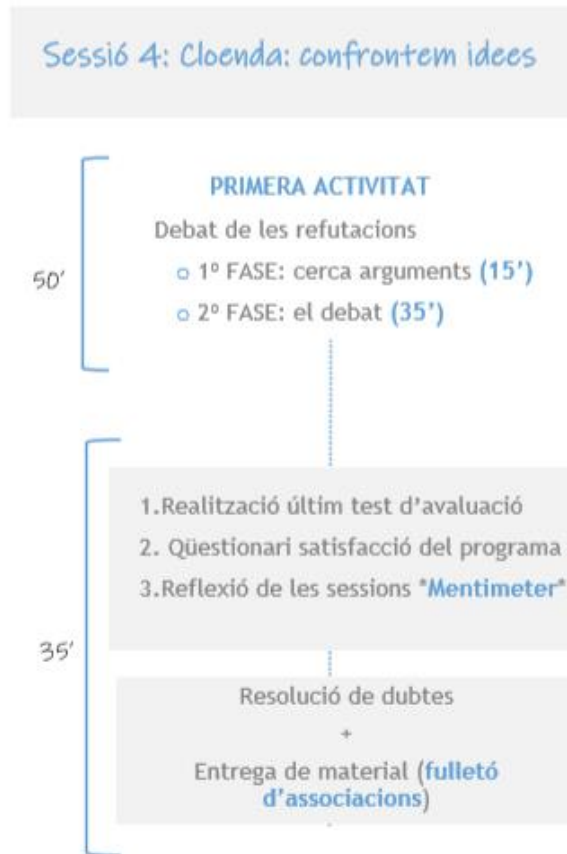 Sessió 4: Cloenda: confrontem idees
PRIMERA ACTIVITAT
Debat de les refutacions
50'
o 1º FASE: cerca arguments (15')
o 2º FASE: el debat (35')
1.Realització últim test d'avaluació
2. Qüestionari satisfacció del programa
3.Reflexió de les sessions "Mentimeter"
35'
Resolució de dubtes
+
Entrega de material (fulletó
d'associacions)